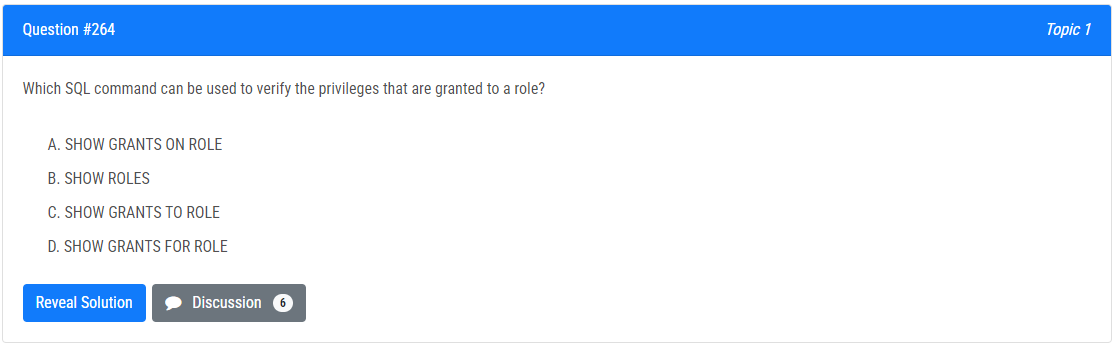 Question #264
Topic 1
Which SQL command can be used to verify the privileges that are granted to a role?
A. SHOW GRANTS ON ROLE
B. SHOW ROLES
C. SHOW GRANTS TO ROLE
D. SHOW GRANTS FOR ROLE
Reveal Solution
Discussion 6